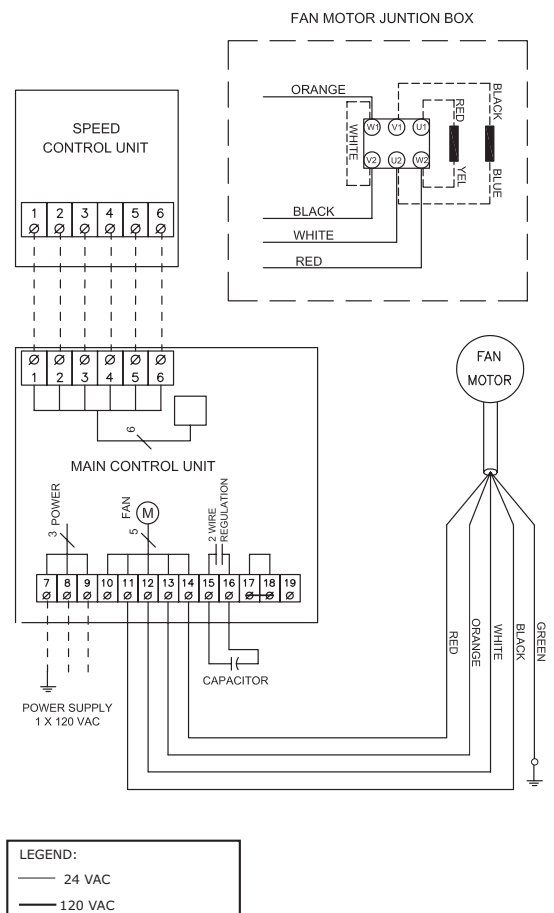 FAN MOTOR JUNTION BOX
ORANGE
WHITE
W1 V1 U1
V2 U2 W2
RED
YEL
BLACK
BLUE
BLACK
WHITE
RED
SPEED
CONTROL UNIT
1 2 3 4 5 6
1 2 3 4 5 6
6
MAIN CONTROL UNIT
3 POWER
FAN
5
M
2 WIRE
REGULATION
7 8 9 10 11 12 13 14 15 16 17 18 19
CAPACITOR
POWER SUPPLY
1 X 120 VAC
FAN
MOTOR
RED
ORANGE
WHITE
BLACK
GREEN
LEGEND:
24 VAC
120 VAC